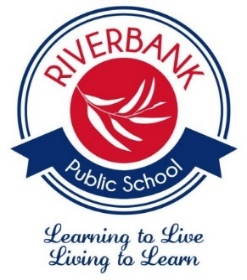 RIVERBANK
Public School
Learning to Live
Living to Learn